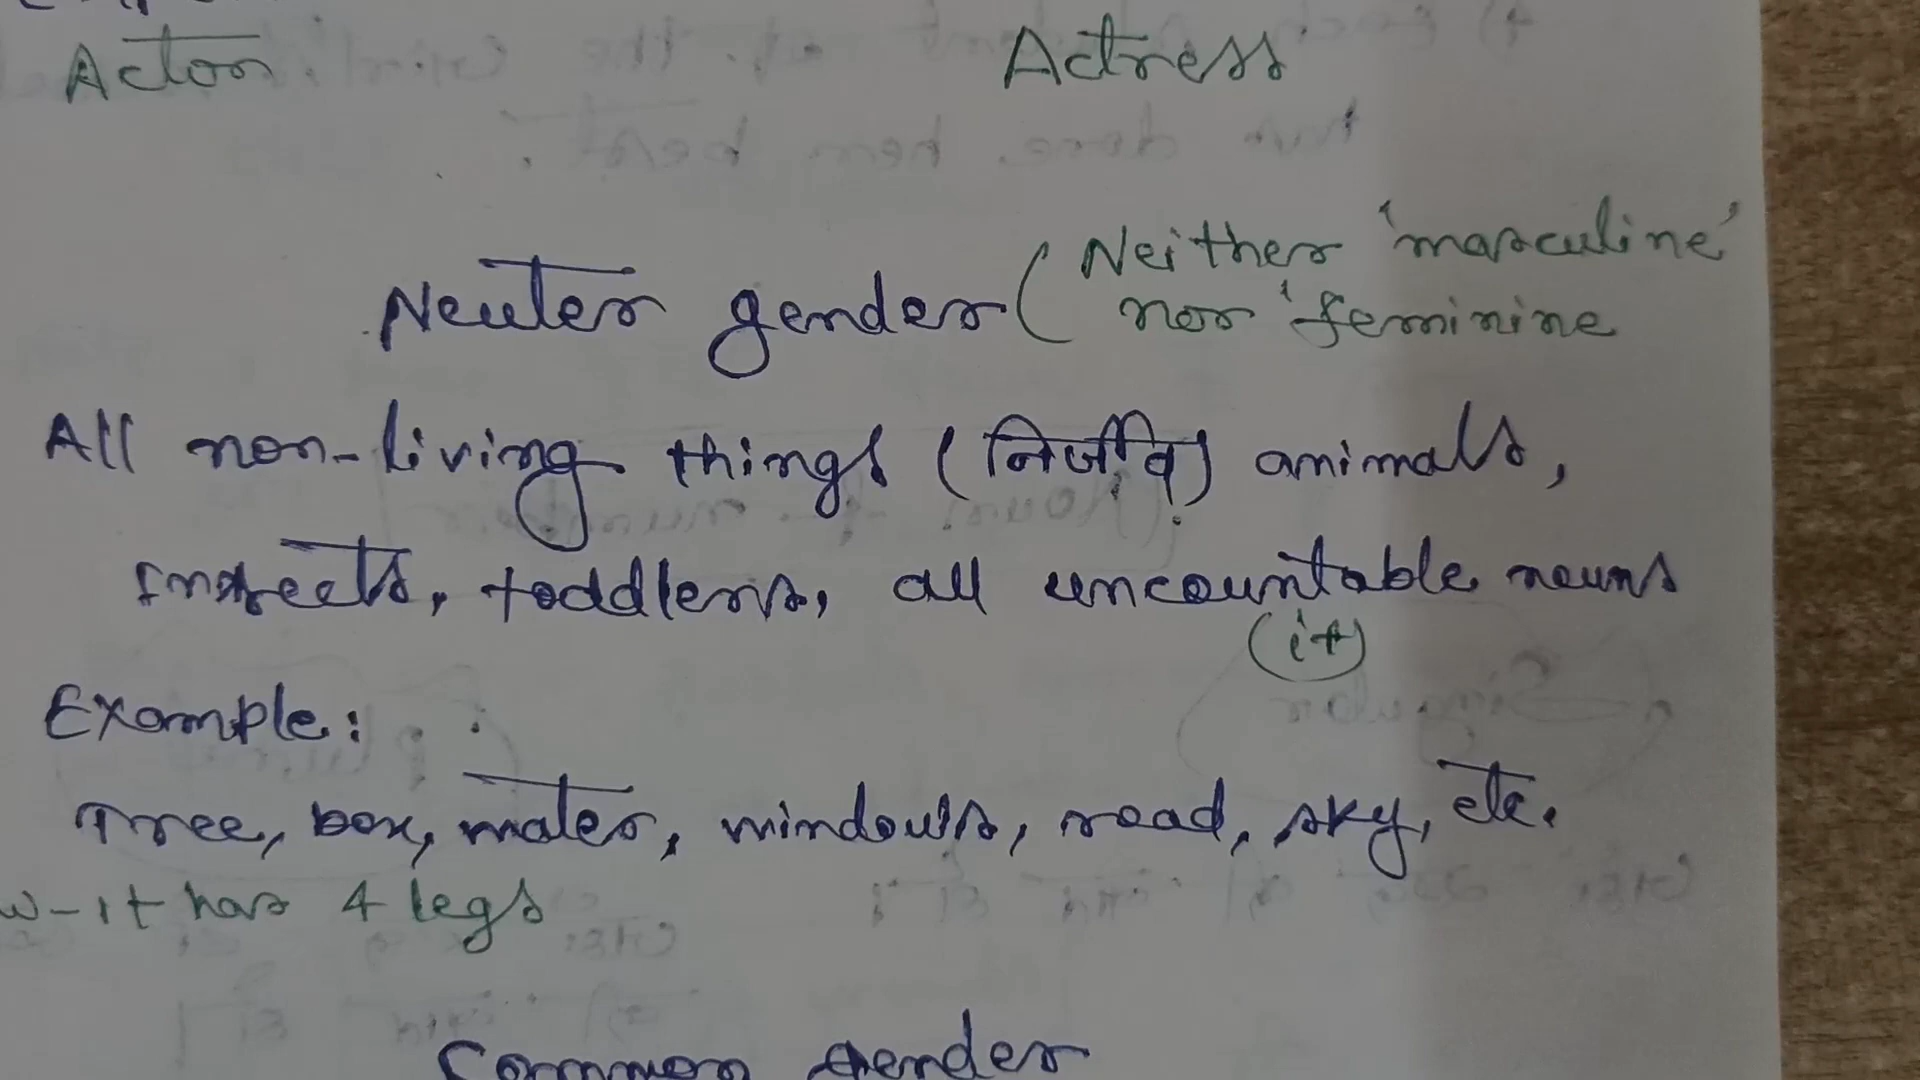 Actor Actress
Neuter gender ( Neither 'masculine'
nor 'feminine
All non-living things (निर्जीव) animals,
Insects, toddlers, all uncountable nouns
(it)
Example:
Tree, box, water, windows, road, sky, etc.
w-it has 4 legs
Common Gender